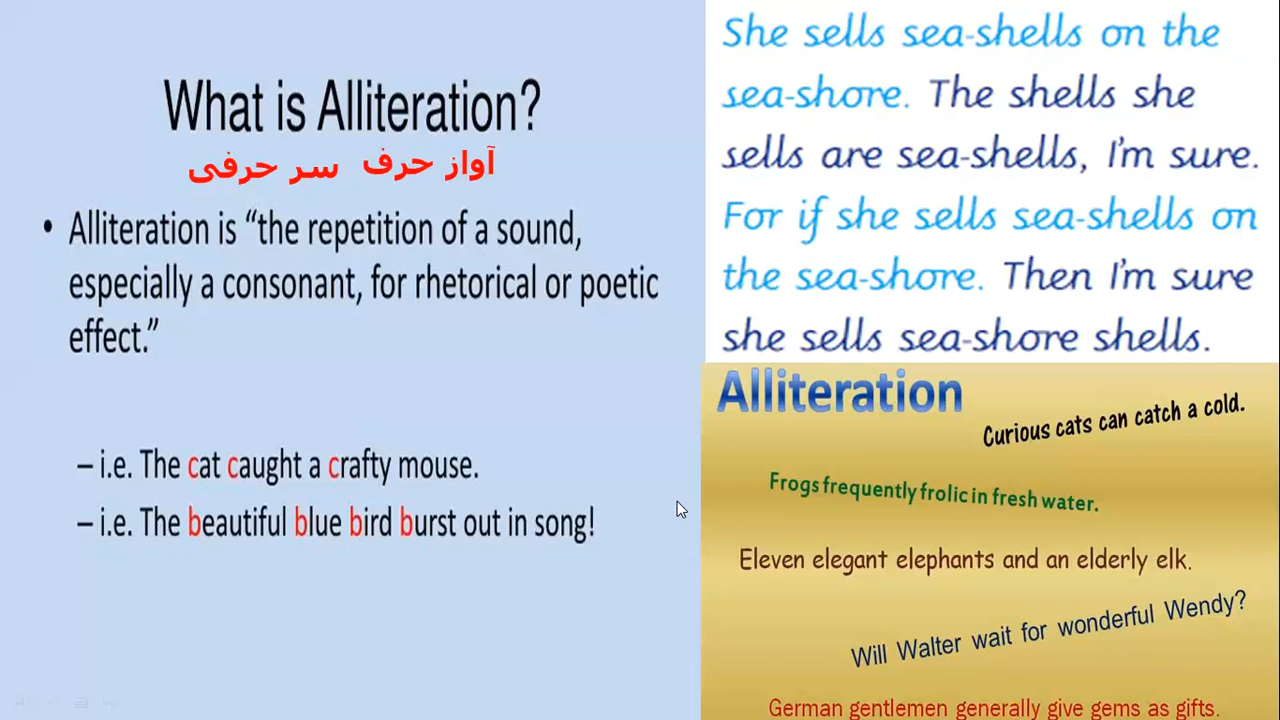 What is Alliteration?
آواز حرف سر حرفی
• Alliteration is “the repetition of a sound,
especially a consonant, for rhetorical or poetic
effect.”
– i.e. The cat caught a crafty mouse.
– i.e. The beautiful blue bird burst out in song!
She sells sea-shells on the
sea-shore. The shells she
sells are sea-shells, I'm sure.
For if she sells sea-shells on
the sea-shore. Then I'm sure
she sells sea-shore shells.
Alliteration
Curious cats can catch a cold.
Frogs frequently frolic in fresh water.
Eleven elegant elephants and an elderly elk.
Will Walter wait for wonderful Wendy?
German gentlemen generally give gems as gifts.